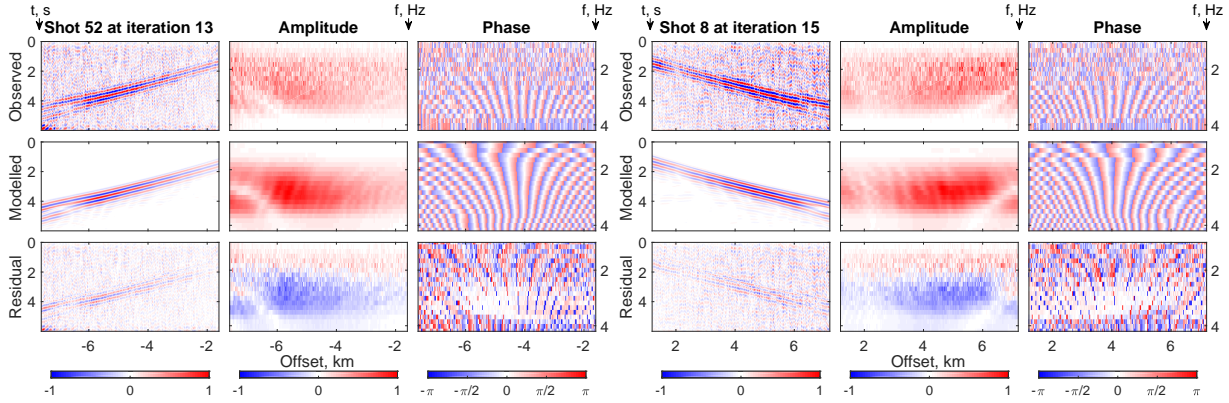 t, s f, Hz f, Hz t, s f, Hz f, Hz
Shot 52 at iteration 13 Amplitude Phase Shot 8 at iteration 15 Amplitude Phase
Observed 0 2 4 2 4 Observed 0 2 4 2 4
Modelled 0 2 4 2 4 Modelled 0 2 4 2 4
Residual 0 2 4 2 4 Residual 0 2 4 2 4
-6 -4 -2 -6 -4 -2 -6 -4 -2 2 4 6 2 4 6 2 4 6
Offset, km Offset, km
-1 0 1 -1 0 1 -π -π/2 0 π/2 π -1 0 1 -1 0 1 -π -π/2 0 π/2 π